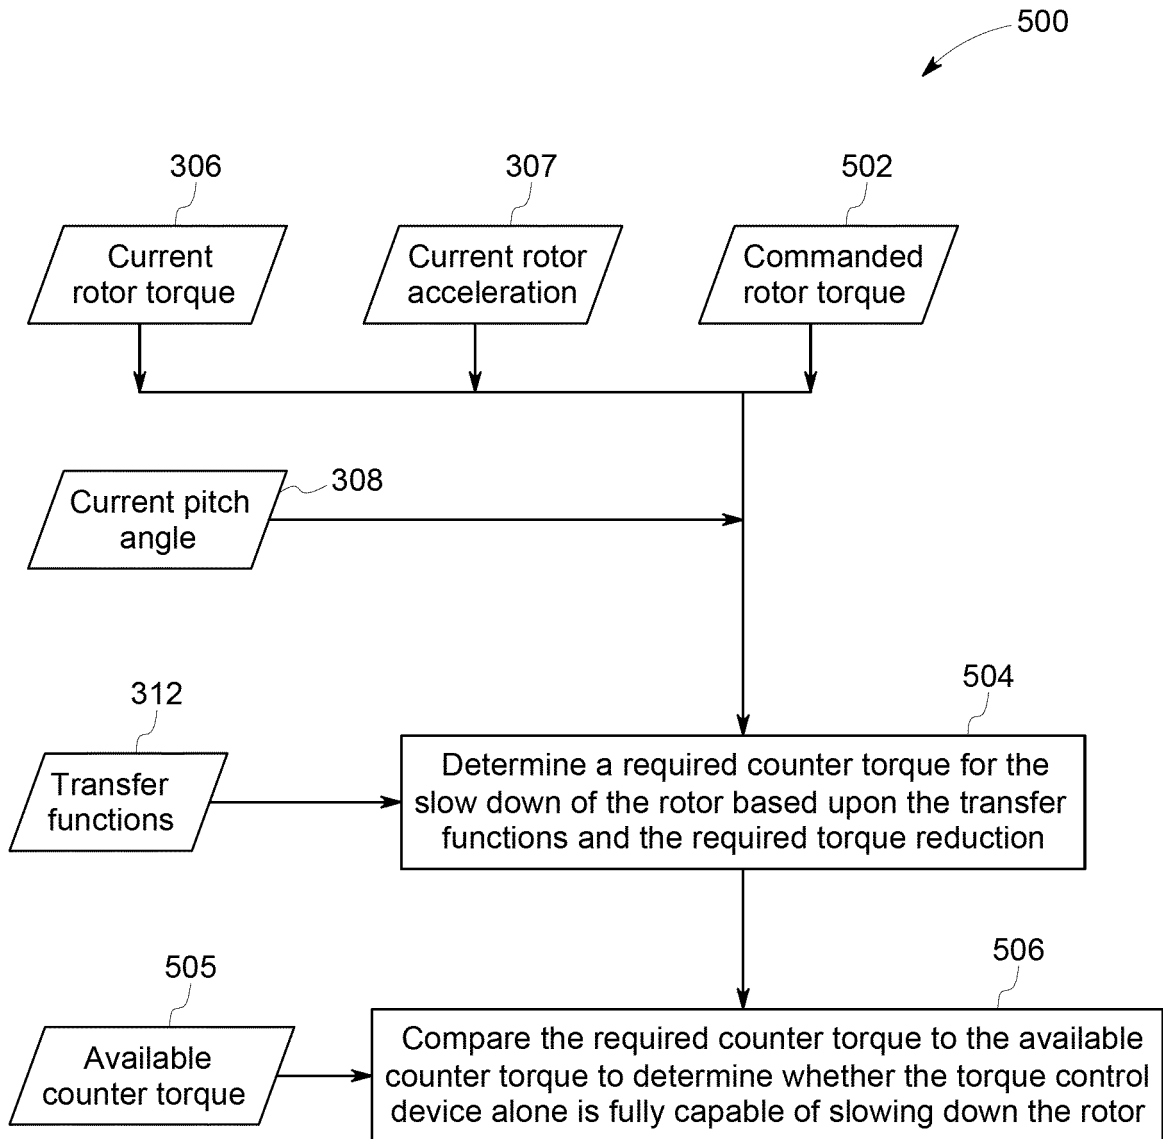 500
306
307
502
Current
rotor torque
Current rotor
acceleration
Commanded
rotor torque
Current pitch
angle
308
312
504
Transfer
functions
Determine a required counter torque for the
slow down of the rotor based upon the transfer
functions and the required torque reduction
505
506
Available
counter torque
Compare the required counter torque to the available
counter torque to determine whether the torque control
device alone is fully capable of slowing down the rotor